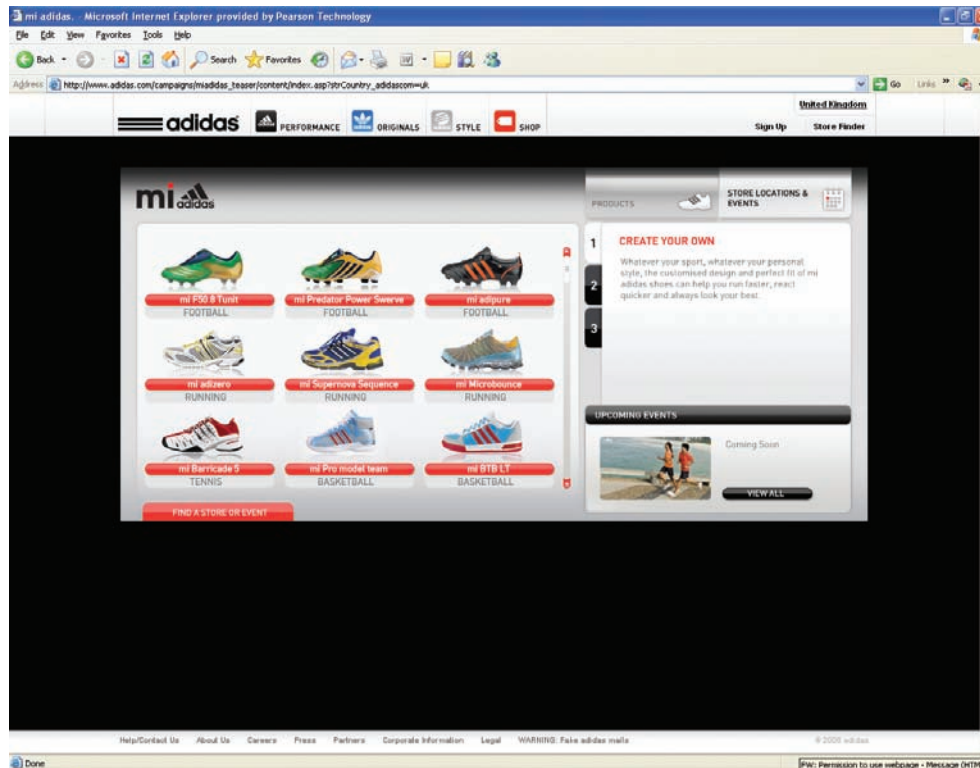 mi adidas. - Microsoft Internet Explorer provided by Pearson Technology
File Edit View Favorites Tools Help
Back Search Favorites
Address http://www.adidas.com/campaigns/miadidas_teaser/content/index.asp?strCountry_adidascom=uk Go Links »
United Kingdom
adidas PERFORMANCE ORIGINALS STYLE SHOP Sign Up Store Finder
mi adidas
PRODUCTS
STORE LOCATIONS &
EVENTS
mi F50.8 Tunit mi Predator Power Swerve mi adipure
FOOTBALL FOOTBALL FOOTBALL
mi adizero mi Supernova Sequence mi Microbounce
RUNNING RUNNING RUNNING
mi Barricade 5 mi Pro model team mi BTB LT
TENNIS BASKETBALL BASKETBALL
FIND A STORE OR EVENT
1
2
3
CREATE YOUR OWN
Whatever your sport, whatever your personal
style, the customised design and perfect fit of mi
adidas shoes can help you run faster, react
quicker and always look your best.
UPCOMING EVENTS
Coming Soon
VIEW ALL
Help/Contact Us About Us Careers Press Partners Corporate Information Legal WARNING: Fake adidas mails © 2008 adidas
Done
FW: Permission to use webpage - Message (HTM